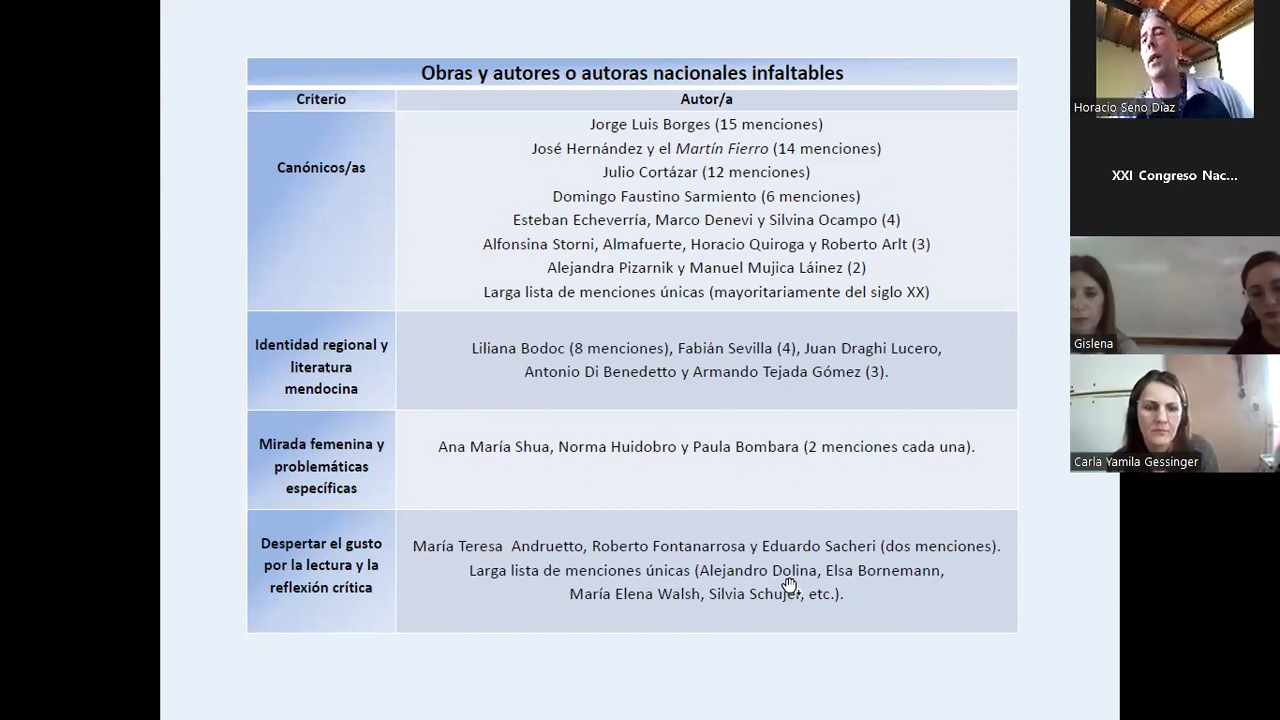 Obras y autores o autoras nacionales infaltables
Criterio
Autor/a
Canónicos/as
Jorge Luis Borges (15 menciones)
José Hernández y el Martín Fierro (14 menciones)
Julio Cortázar (12 menciones)
Domingo Faustino Sarmiento (6 menciones)
Esteban Echeverría, Marco Denevi y Silvina Ocampo (4)
Alfonsina Storni, Almafuerte, Horacio Quiroga y Roberto Arlt (3)
Alejandra Pizarnik y Manuel Mujica Láinez (2)
Larga lista de menciones únicas (mayoritariamente del siglo XX)
Identidad regional y
literatura
mendocina
Liliana Bodoc (8 menciones), Fabián Sevilla (4), Juan Draghi Lucero,
Antonio Di Benedetto y Armando Tejada Gómez (3).
Mirada femenina y
problemáticas
específicas
Ana María Shua, Norma Huidobro y Paula Bombara (2 menciones cada una).
Despertar el gusto
por la lectura y la
reflexión crítica
María Teresa Andruetto, Roberto Fontanarrosa y Eduardo Sacheri (dos menciones).
Larga lista de menciones únicas (Alejandro Dolina, Elsa Bornemann,
María Elena Walsh, Silvia Schujer, etc.).
Horacio Seno Díaz
XXI Congreso Nac...
Gislena
Carla Yamila Gessinger